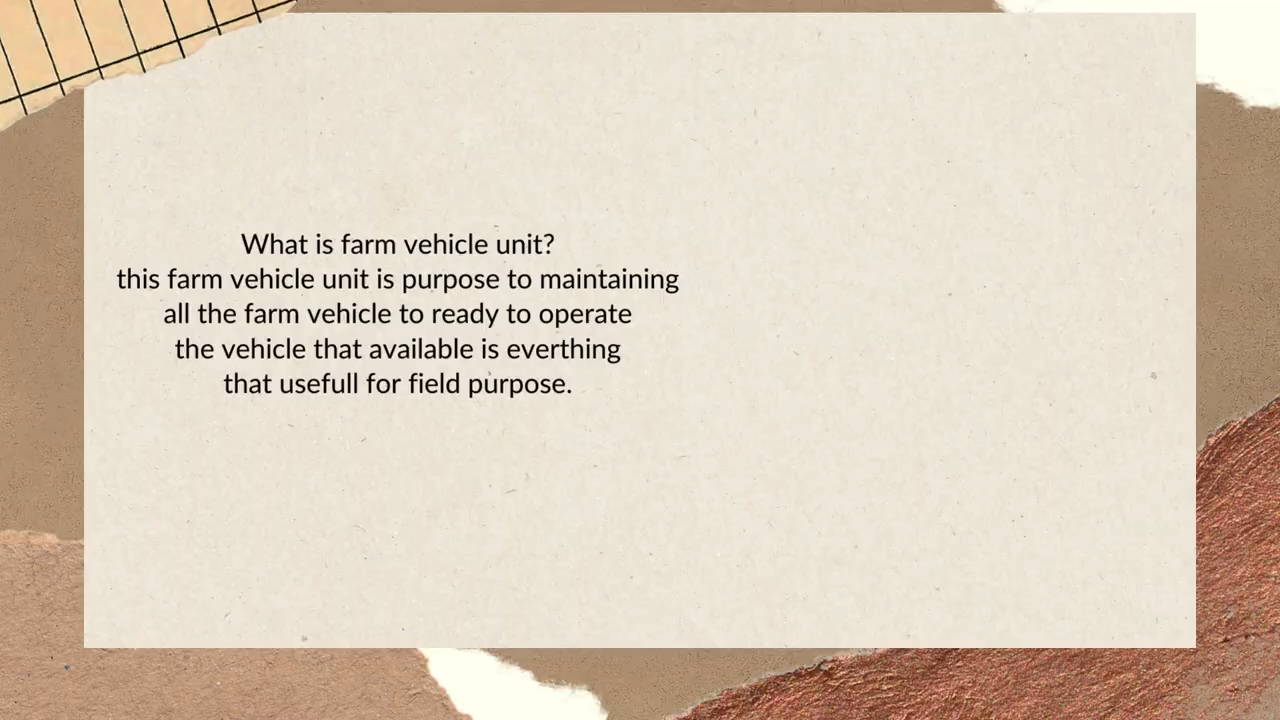 What is farm vehicle unit?
this farm vehicle unit is purpose to maintaining
all the farm vehicle to ready to operate
the vehicle that available is everthing
that usefull for field purpose.